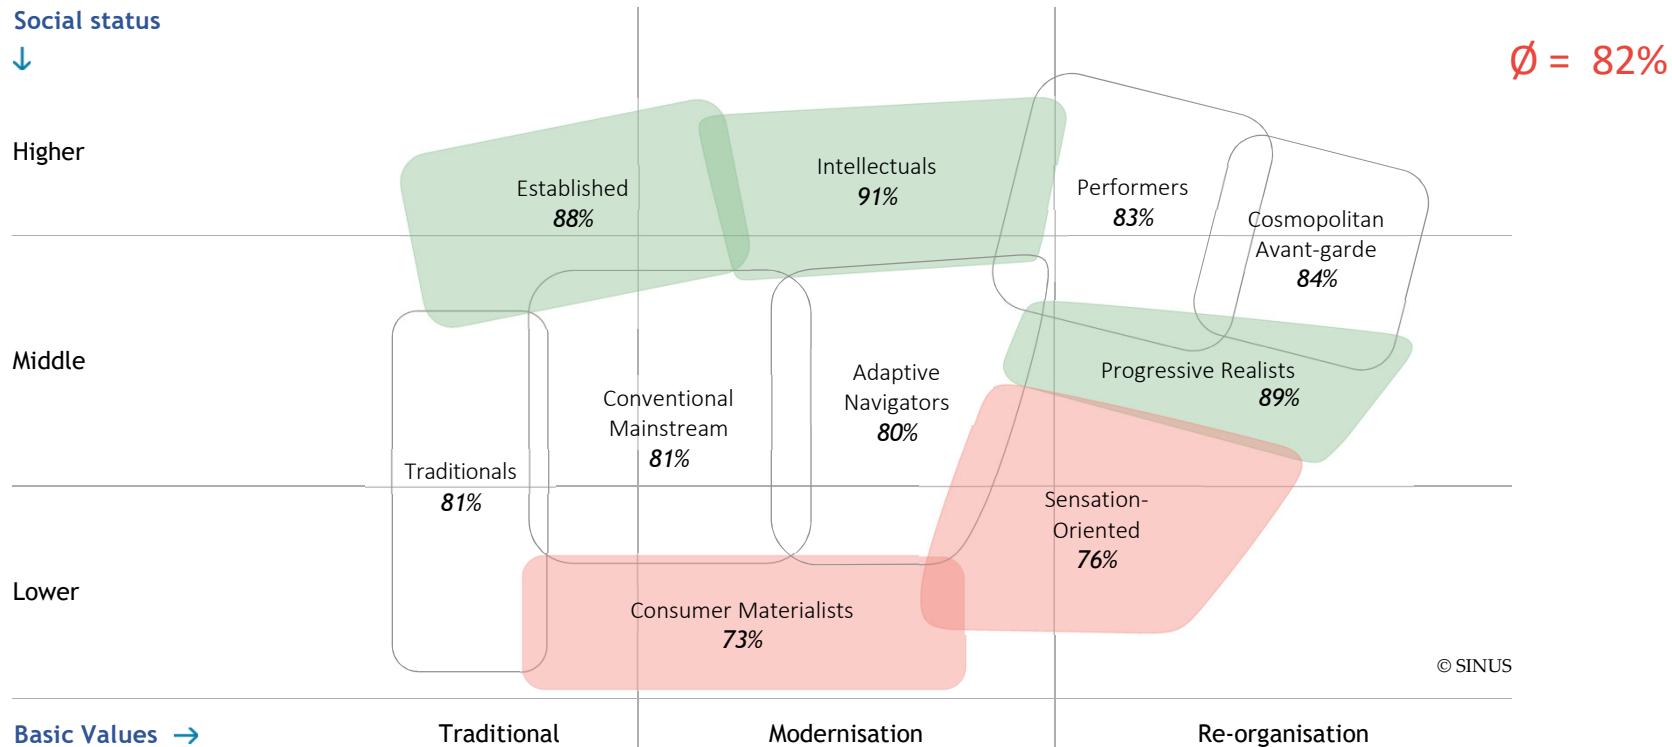 Social status
↓
Ø = 82%
Higher
Established
88%
Intellectuals
91%
Performers
83%
Cosmopolitan
Avant-garde
84%
Middle
Traditionals
81%
Conventional
Mainstream
81%
Adaptive
Navigators
80%
Progressive Realists
89%
Sensation-
Oriented
76%
Lower
Consumer Materialists
73%
© SINUS
Basic Values →
Traditional
Modernisation
Re-organisation